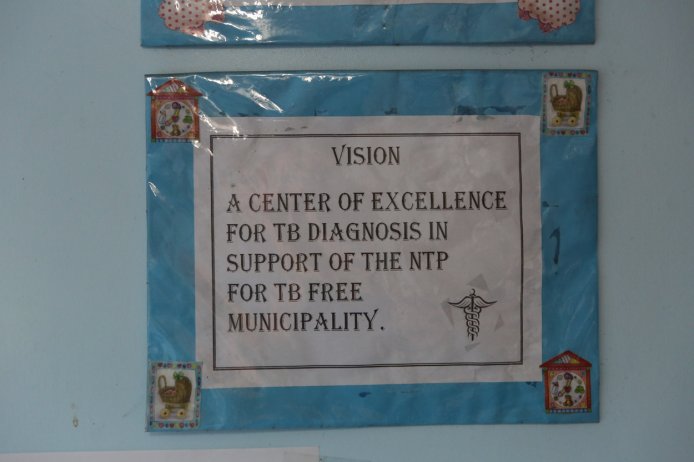 VISION
A CENTER OF EXCELLENCE
FOR TB DIAGNOSIS IN
SUPPORT OF THE NTP
FOR TB FREE
MUNICIPALITY.